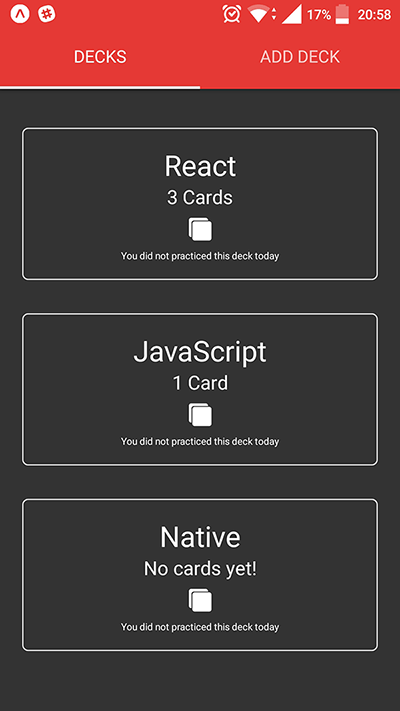 17% 20:58
DECKS ADD DECK
React
3 Cards
You did not practiced this deck today
JavaScript
1 Card
You did not practiced this deck today
Native
No cards yet!
You did not practiced this deck today